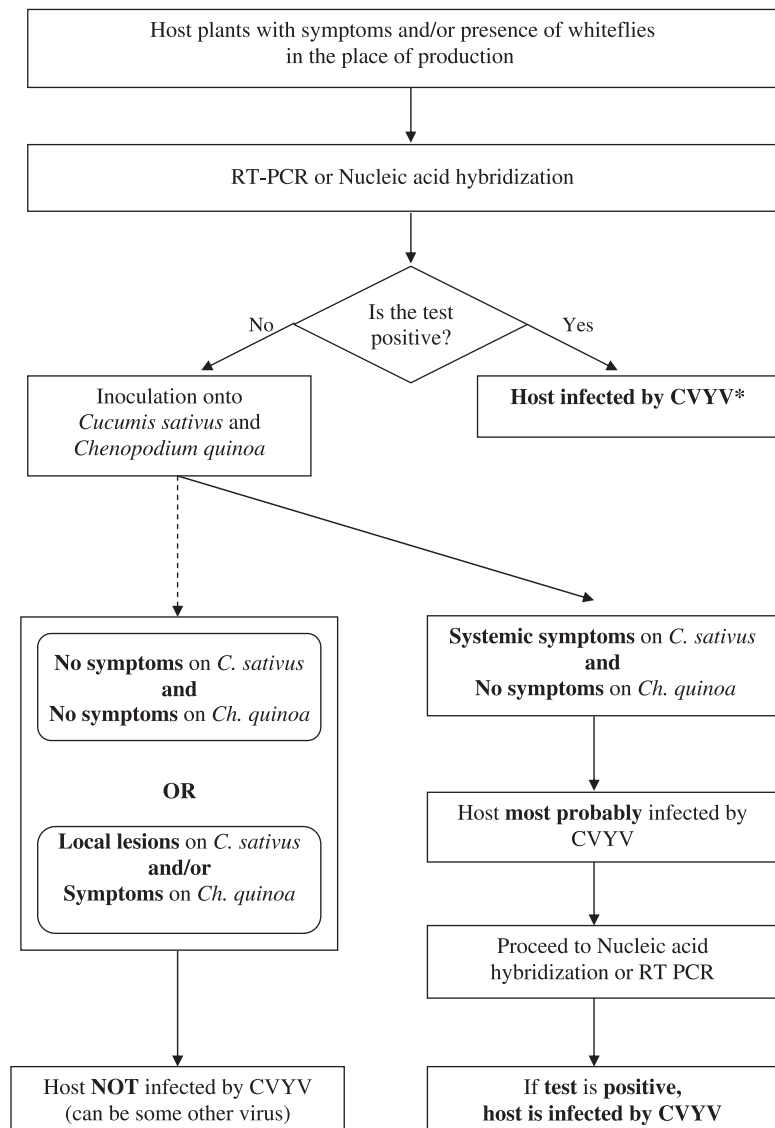 Host plants with symptoms and/or presence of whiteflies
in the place of production
RT-PCR or Nucleic acid hybridization
Is the test
positive?
No
Yes
Inoculation onto
Cucumis sativus and
Chenopodium quinoa
Host infected by CVYV*
No symptoms on C. sativus
and
No symptoms on Ch. quinoa
OR
Local lesions on C. sativus
and/or
Symptoms on Ch. quinoa
Host NOT infected by CVYV
(can be some other virus)
Systemic symptoms on C. sativus
and
No symptoms on Ch. quinoa
Host most probably infected by
CVYV
Proceed to Nucleic acid
hybridization or RT PCR
If test is positive,
host is infected by CVYV